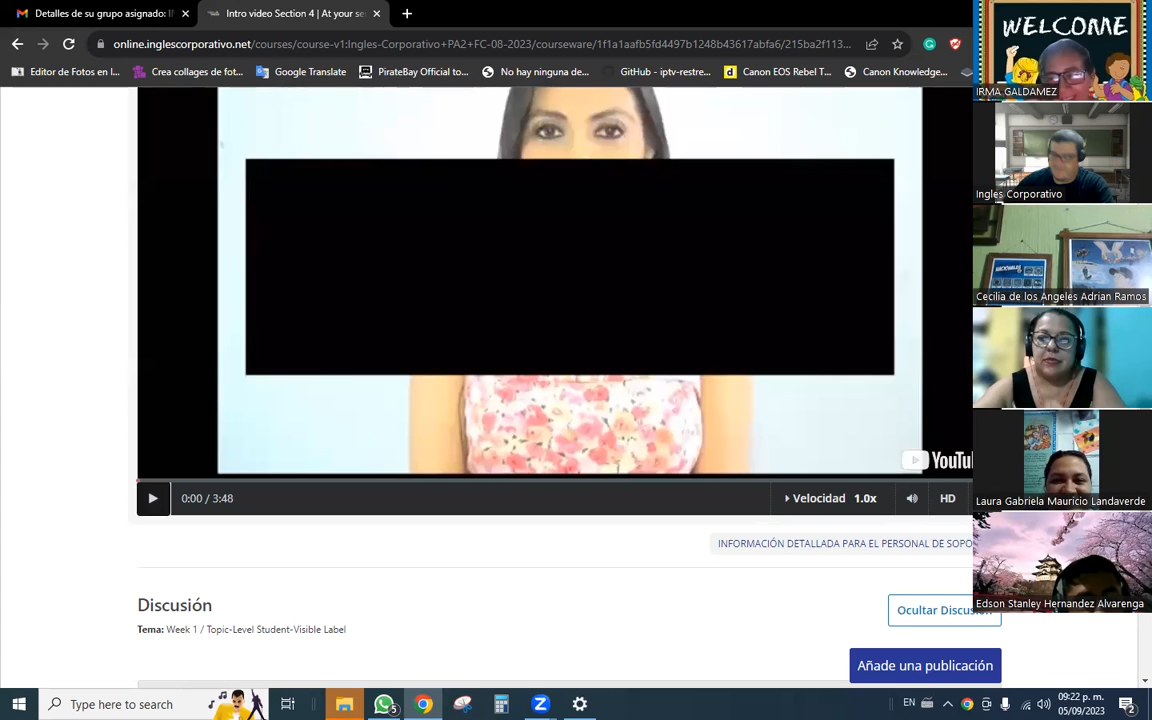 Detalles de su grupo asignado: I
Intro video Section 4 | At your se
online.inglescorporativo.net/courses/course-v1:Ingles-Corporativo+PA2+FC-08-2023/courseware/1f1a1aafb5fd4497b1248b43617abfa6/215ba2f113...
Editor de Fotos en l...
Crea collages de fot...
Google Translate
PirateBay Official to...
No hay ninguna de...
GitHub - iptv-restre...
Canon EOS Rebel T...
Canon Knowledge...
WELCOME
IRMA GALDAMEZ
Ingles Corporativo
Cecilia de los Angeles Adrian Ramos
Laura Gabriela Mauricio Landaverde
Edson Stanley Hernandez Alvarenga
YouTu
0:00 / 3:48
Velocidad 1.0x
HD
INFORMACIÓN DETALLADA PARA EL PERSONAL DE SOPO
Discusión
Ocultar Discusión
Tema: Week 1 / Topic-Level Student-Visible Label
Añade una publicación
Type here to search
5
EN
09:22 p. m.
05/09/2023
2